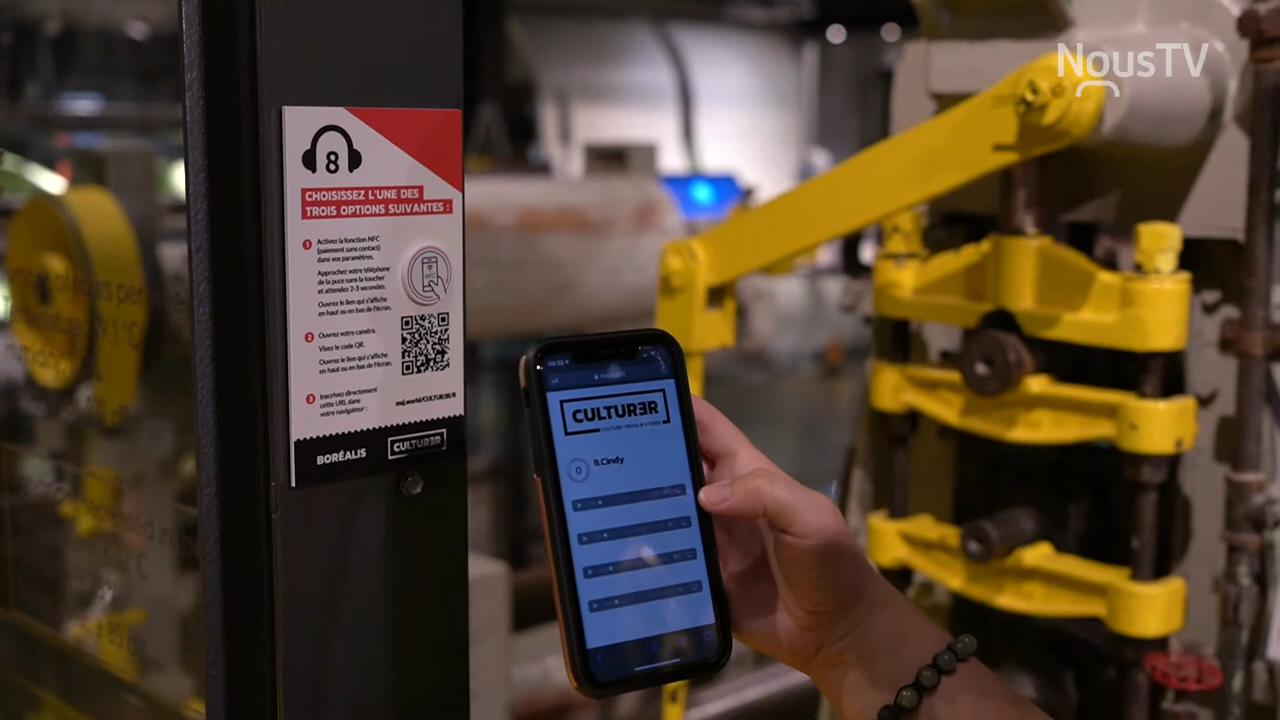 NousTV
8
CHOISISSEZ L'UNE DES
TROIS OPTIONS SUIVANTES :
1 Activez la fonction NFC
(paiement sans contact)
dans vos paramètres.
Approchez votre téléphone
de la puce sans la toucher
et attendez 2-3 secondes.
Ouvrez le lien qui s'affiche
en haut ou en bas de l'écran.
NFC
2 Ouvrez votre caméra.
Visez le code QR.
Ouvrez le lien qui s'affiche
en haut ou en bas de l'écran.
3 Inscrivez directement
cette URL dans
votre navigateur :
BORÉALIS
CULTURER
CULTURER
CULTURE TROIS-RIVIÈRES
8.Cindy